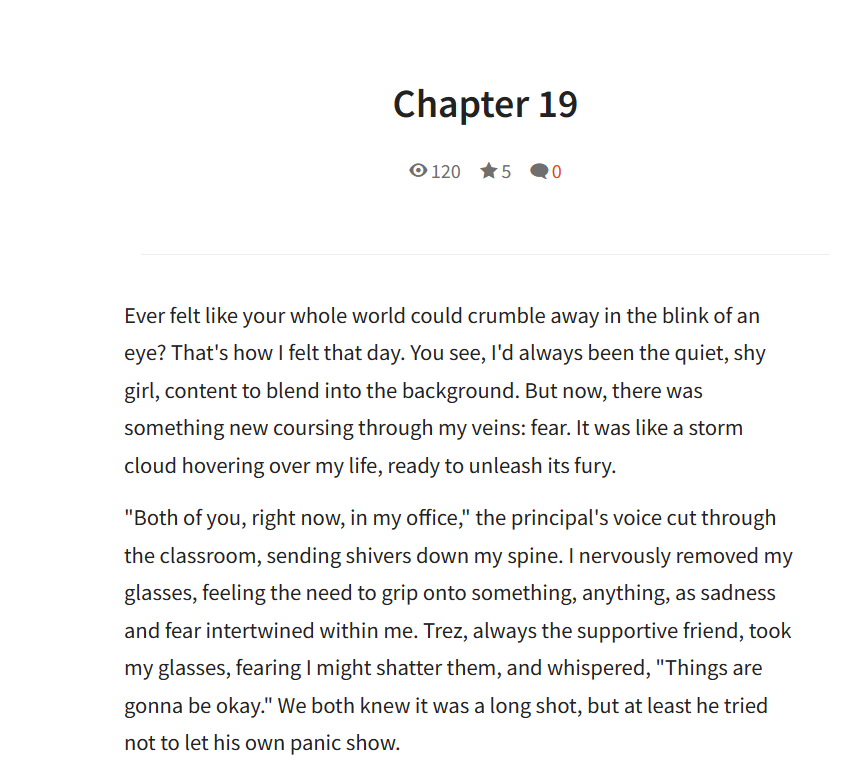 Chapter 19
120 5 0
Ever felt like your whole world could crumble away in the blink of an
eye? That's how I felt that day. You see, I'd always been the quiet, shy
girl, content to blend into the background. But now, there was
something new coursing through my veins: fear. It was like a storm
cloud hovering over my life, ready to unleash its fury.
"Both of you, right now, in my office," the principal's voice cut through
the classroom, sending shivers down my spine. I nervously removed my
glasses, feeling the need to grip onto something, anything, as sadness
and fear intertwined within me. Trez, always the supportive friend, took
my glasses, fearing I might shatter them, and whispered, "Things are
gonna be okay." We both knew it was a long shot, but at least he tried
not to let his own panic show.